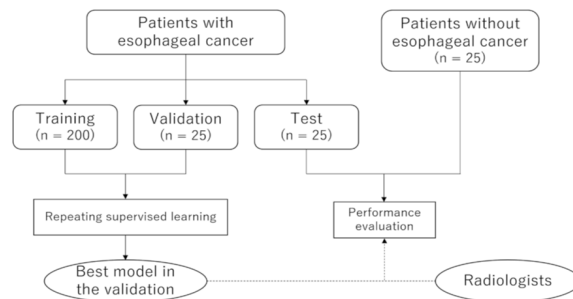 Patients with
esophageal cancer
Patients without
esophageal cancer
(n = 25)
Training
(n = 200)
Validation
(n = 25)
Test
(n = 25)
Repeating supervised learning
Performance
evaluation
Best model in
the validation
Radiologists